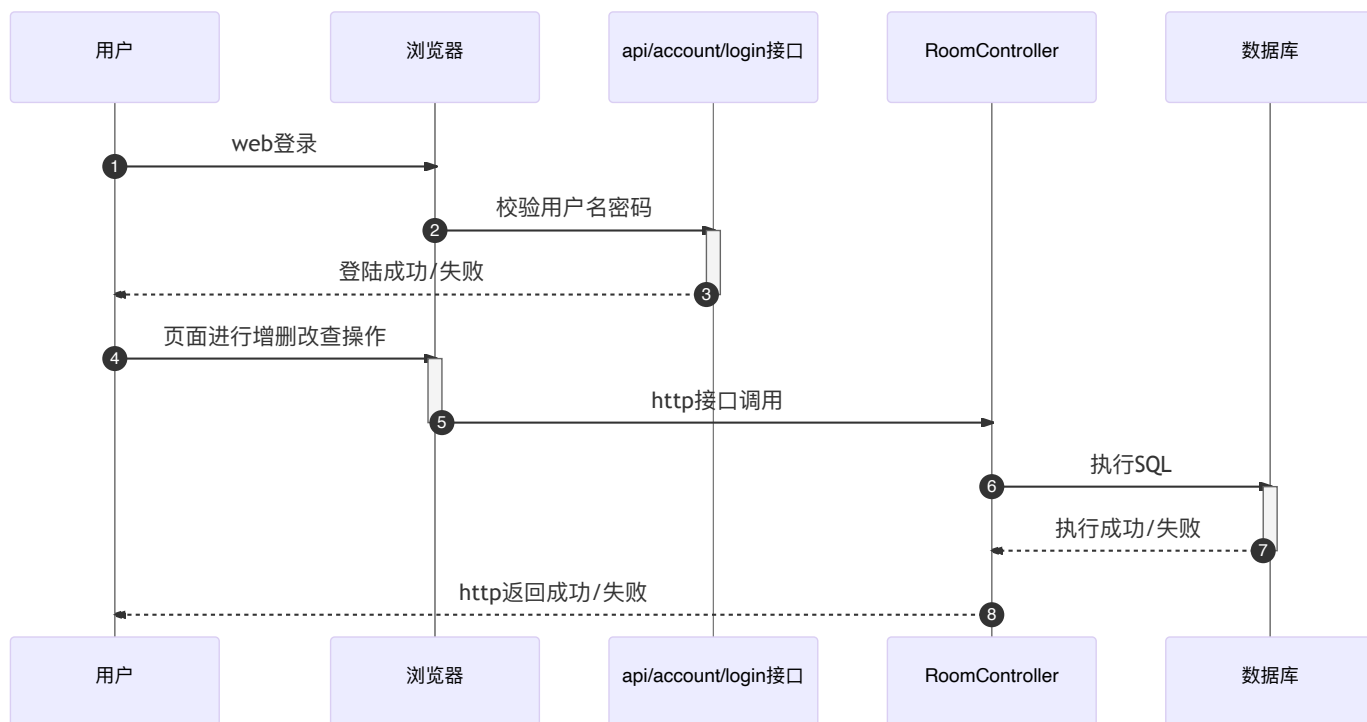 用户
浏览器
api/account/login接口
RoomController
数据库
web登录
1
校验用户名密码
2
登陆成功/失败
3
页面进行增删改查操作
4
http接口调用
5
执行SQL
6
执行成功/失败
7
http返回成功/失败
8
用户
浏览器
api/account/login接口
RoomController
数据库